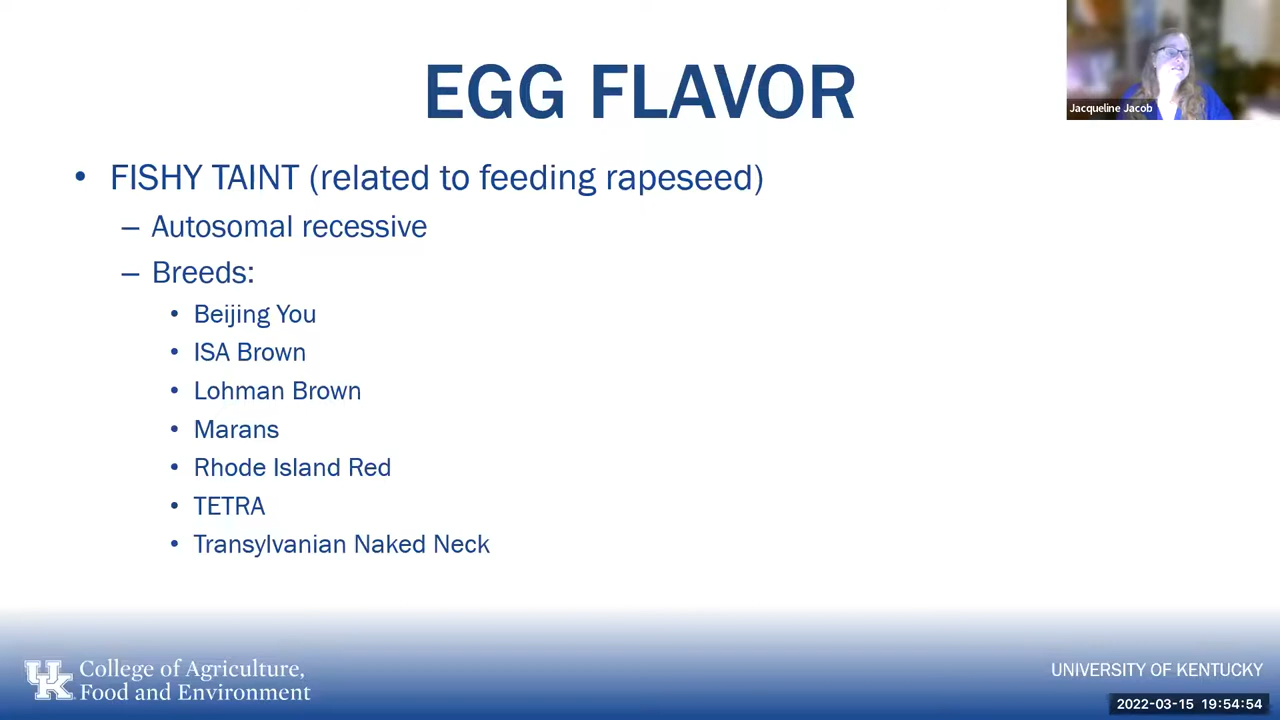 EGG FLAVOR
Jacqueline Jacob
• FISHY TAINT (related to feeding rapeseed)
– Autosomal recessive
– Breeds:
• Beijing You
• ISA Brown
• Lohman Brown
• Marans
• Rhode Island Red
• TETRA
• Transylvanian Naked Neck
UK College of Agriculture,
Food and Environment
UNIVERSITY OF KENTUCKY
2022-03-15 19:54:54